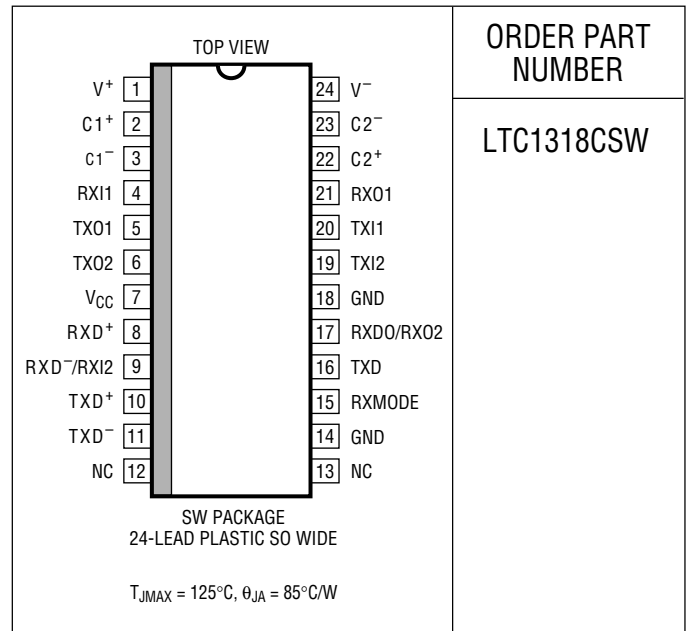 TOP VIEW
V+ 1
C1+ 2
C1− 3
RXI1 4
TXO1 5
TXO2 6
VCC 7
RXD+ 8
RXD−/RXI2 9
TXD+ 10
TXD− 11
NC 12
24 V−
23 C2−
22 C2+
21 RXO1
20 TXI1
19 TXI2
18 GND
17 RXDO/RXO2
16 TXD
15 RXMODE
14 GND
13 NC
SW PACKAGE
24-LEAD PLASTIC SO WIDE
TJMAX = 125°C, θJA = 85°C/W
ORDER PART
NUMBER
LTC1318CSW